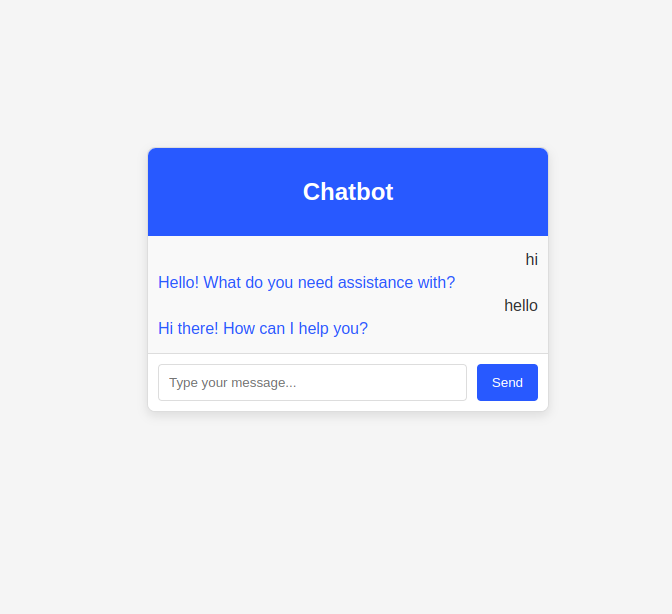 Chatbot
hi
Hello! What do you need assistance with?
hello
Hi there! How can I help you?
Type your message...
Send